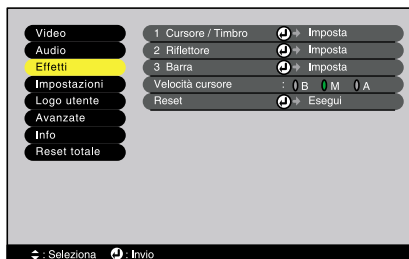 Video
Audio
Effetti
Impostazioni
Logo utente
Avanzate
Info
Reset totale
1 Cursore / Timbro Imposta
2 Riflettore Imposta
3 Barra Imposta
Velocità cursore : B M A
Reset Esegui
: Seleziona : Invio